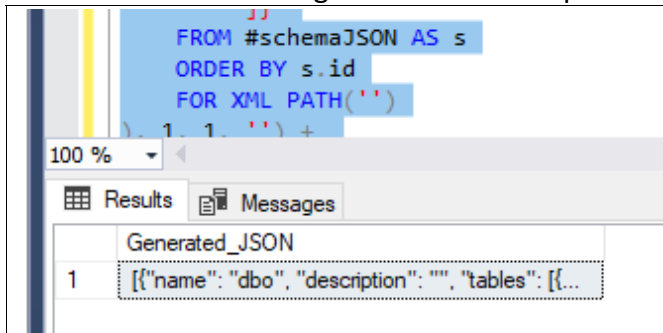 ]}'
FROM #schemaJSON AS s
ORDER BY s.id
FOR XML PATH('')
), 1, 1, '') +
100 %
Results Messages
Generated_JSON
1 [{"name": "dbo", "description": "", "tables": [{...